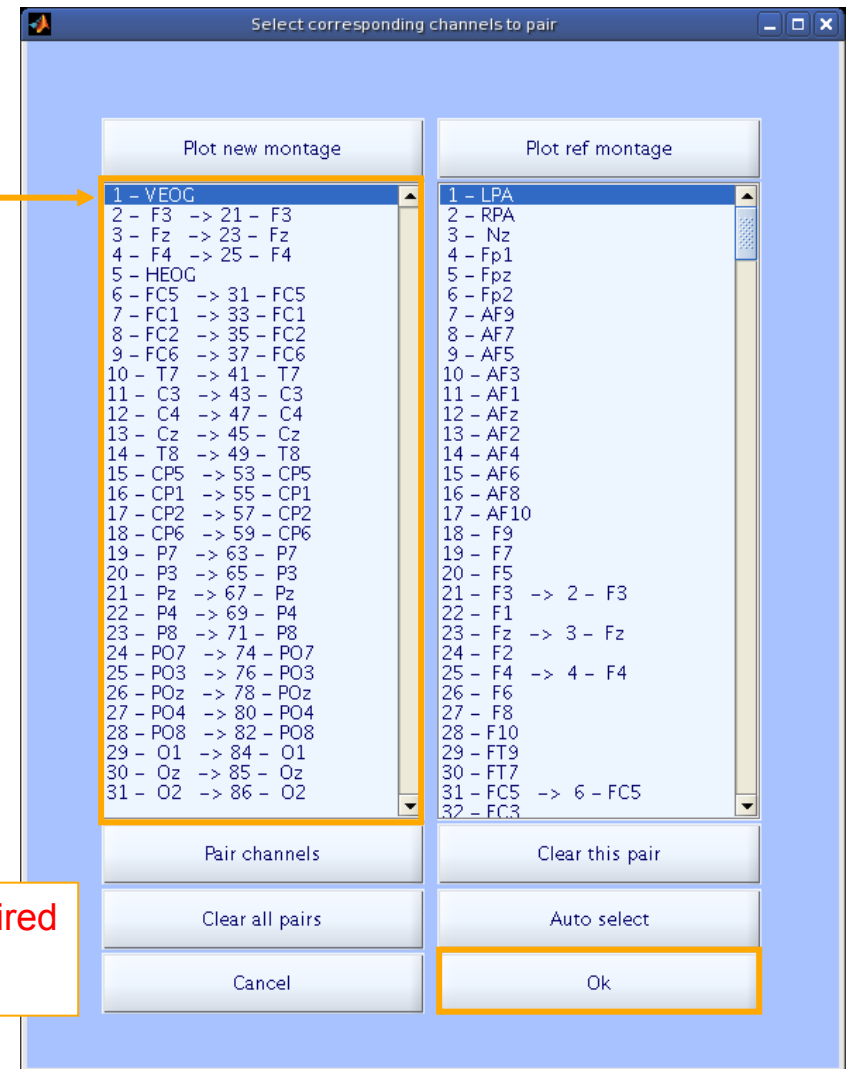 Select corresponding channels to pair
Plot new montage
Plot ref montage
1 – VEOG
2 – F3 –> 21 – F3
3 – Fz –> 23 – Fz
4 – F4 –> 25 – F4
5 – HEOG
6 – FC5 –> 31 – FC5
7 – FC1 –> 33 – FC1
8 – FC2 –> 35 – FC2
9 – FC6 –> 37 – FC6
10 – T7 –> 41 – T7
11 – C3 –> 43 – C3
12 – C4 –> 47 – C4
13 – Cz –> 45 – Cz
14 – T8 –> 49 – T8
15 – CP5 –> 53 – CP5
16 – CP1 –> 55 – CP1
17 – CP2 –> 57 – CP2
18 – CP6 –> 59 – CP6
19 – P7 –> 63 – P7
20 – P3 –> 65 – P3
21 – Pz –> 67 – Pz
22 – P4 –> 69 – P4
23 – P8 –> 71 – P8
24 – PO7 –> 74 – PO7
25 – PO3 –> 76 – PO3
26 – POz –> 78 – POz
27 – PO4 –> 80 – PO4
28 – PO8 –> 82 – PO8
29 – O1 –> 84 – O1
30 – Oz –> 85 – Oz
31 – O2 –> 86 – O2
1 – LPA
2 – RPA
3 – Nz
4 – Fp1
5 – Fpz
6 – Fp2
7 – AF9
8 – AF7
9 – AF5
10 – AF3
11 – AF1
12 – AFz
13 – AF2
14 – AF4
15 – AF6
16 – AF8
17 – AF10
18 – F9
19 – F7
20 – F5
21 – F3 –> 2 – F3
22 – F1
23 – Fz –> 3 – Fz
24 – F2
25 – F4 –> 4 – F4
26 – F6
27 – F8
28 – F10
29 – FT9
30 – FT7
31 – FC5 –> 6 – FC5
32 – FC3
Pair channels
Clear this pair
ired
Clear all pairs
Auto select
Cancel
Ok